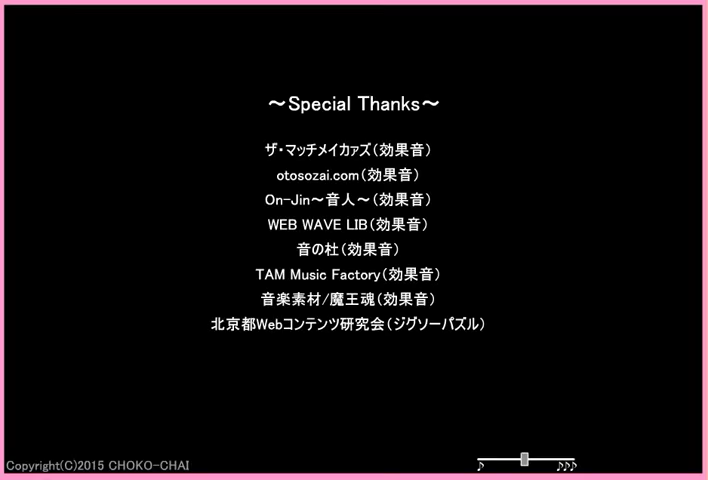 ～Special Thanks～
ザ・マッチメイカァズ（効果音）
otosozai.com（効果音）
On-Jin～音人～（効果音）
WEB WAVE LIB（効果音）
音の杜（効果音）
TAM Music Factory（効果音）
音楽素材/魔王魂（効果音）
北京都Webコンテンツ研究会（ジグソーパズル）
♪ ♪♪♪
Copyright(C)2015 CHOKO-CHAI